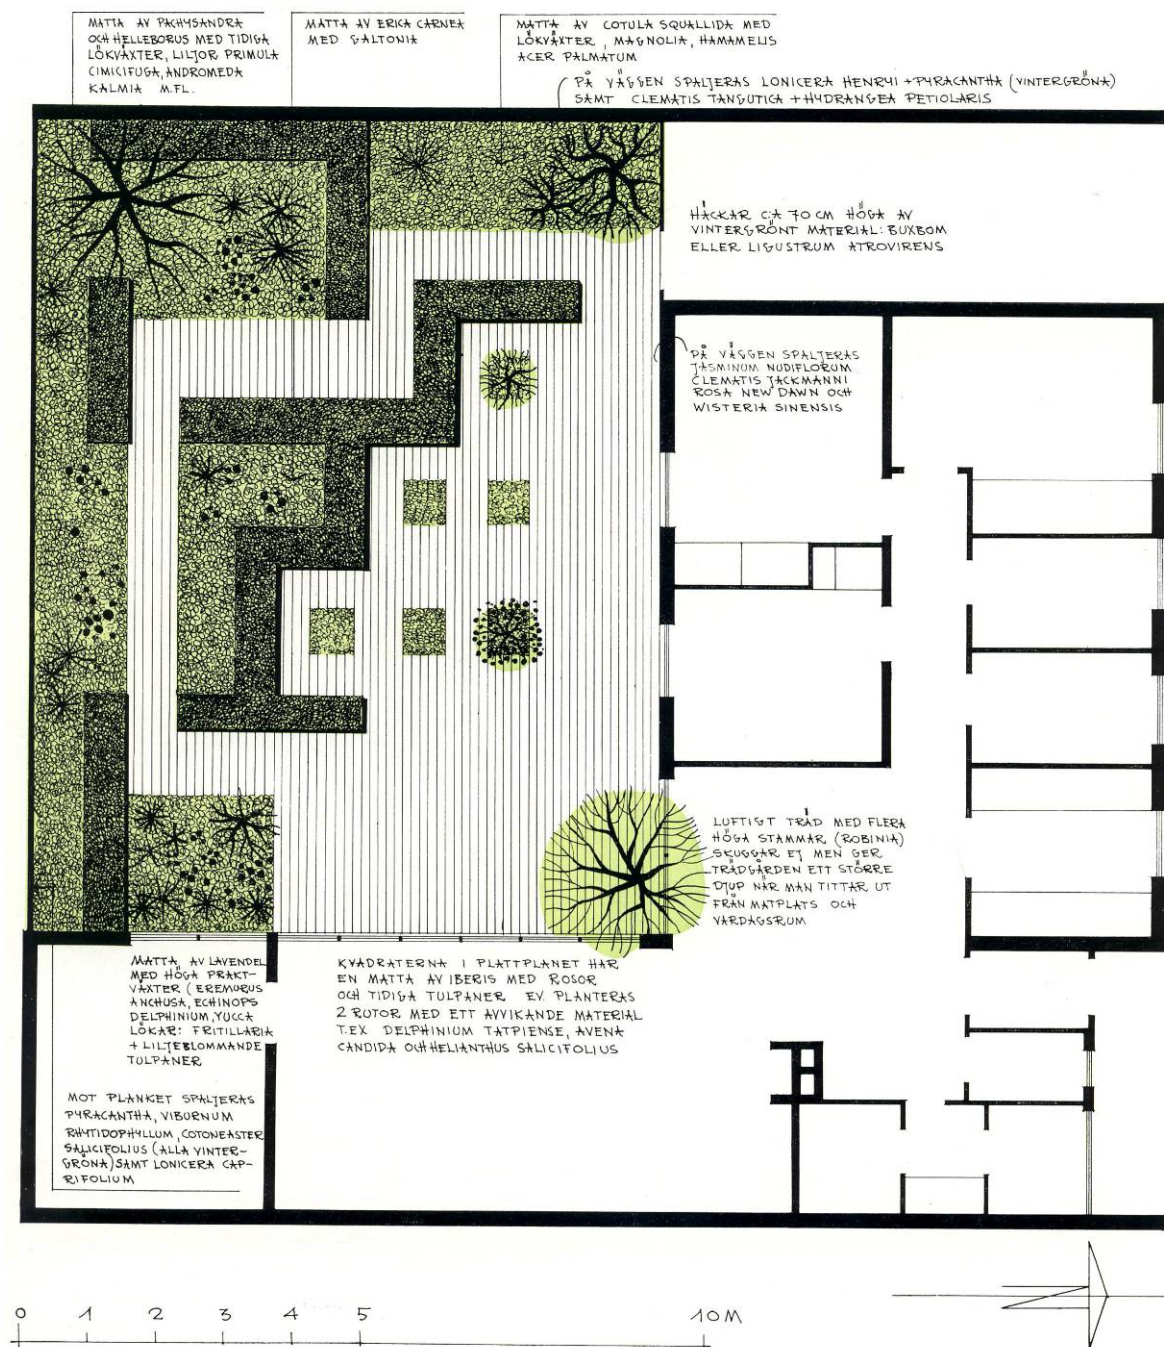 MATTA AV PACHYSANDRA
OCH HELLEBORUS MED TIDIGA
LÖKVÄXTER, LILJOR PRIMULA
CIMICIFUGA, ANDROMEDA
KALMIA M.FL.
MATTA AV ERICA CARNEA
MED GALTONIA
MATTA AV COTULA SQUALLIDA MED
LÖKVÄXTER, MAGNOLIA, HAMAMELIS
ACER PALMATUM
PÅ VÄGGEN SPALJERAS LONICERA HENRYI + PYRACANTHA (VINTERGRÖNA)
SAMT CLEMATIS TANGUTICA + HYDRANGEA PETIOLARIS
HÄCKAR CA 70 CM HÖGA AV
VINTERGRÖNT MATERIAL: BUXBOM
ELLER LIGUSTRUM ATROVIRENS
PÅ VÄGGEN SPALJERAS
JASMINUM NUDIFLORUM
CLEMATIS JACKMANNI
ROSA NEW DAWN OCH
WISTERIA SINENSIS
LUFTIGT TRÄD MED FLERA
HÖGA STAMMAR (ROBINIA)
SKUGGAR EJ MEN GER
TRÄDGÅRDEN ETT STÖRRE
DJUP NÄR MAN TITTAR UT
FRÅN MATPLATS OCH
VARDAGSRUM
MATTA AV LAVENDEL
MED HÖGA PRAKT-
VÄXTER (EREMURUS
ANCHUSA, ECHINOPS
DELPHINIUM, YUCCA
LÖKAR: FRITILLARIA
+ LILJEBLOMMANDE
TULPANER
KVADRATERNA I PLATTPLANET HAR
EN MATTA AV IBERIS MED ROSOR
OCH TIDIGA TULPANER EV. PLANTERAS
2 RUTOR MED ETT AVVIKANDE MATERIAL
T.EX DELPHINIUM TATPIENSE, AVENA
CANDIDA OCH HELIANTHUS SALICIFOLIUS
MOT PLANKET SPALJERAS
PYRACANTHA, VIBURNUM
RHYTIDOPHYLLUM, COTONEASTER
SALICIFOLIUS (ALLA VINTER-
GRÖNA) SAMT LONICERA CAP-
RIFOLIUM
0 1 2 3 4 5 10 M